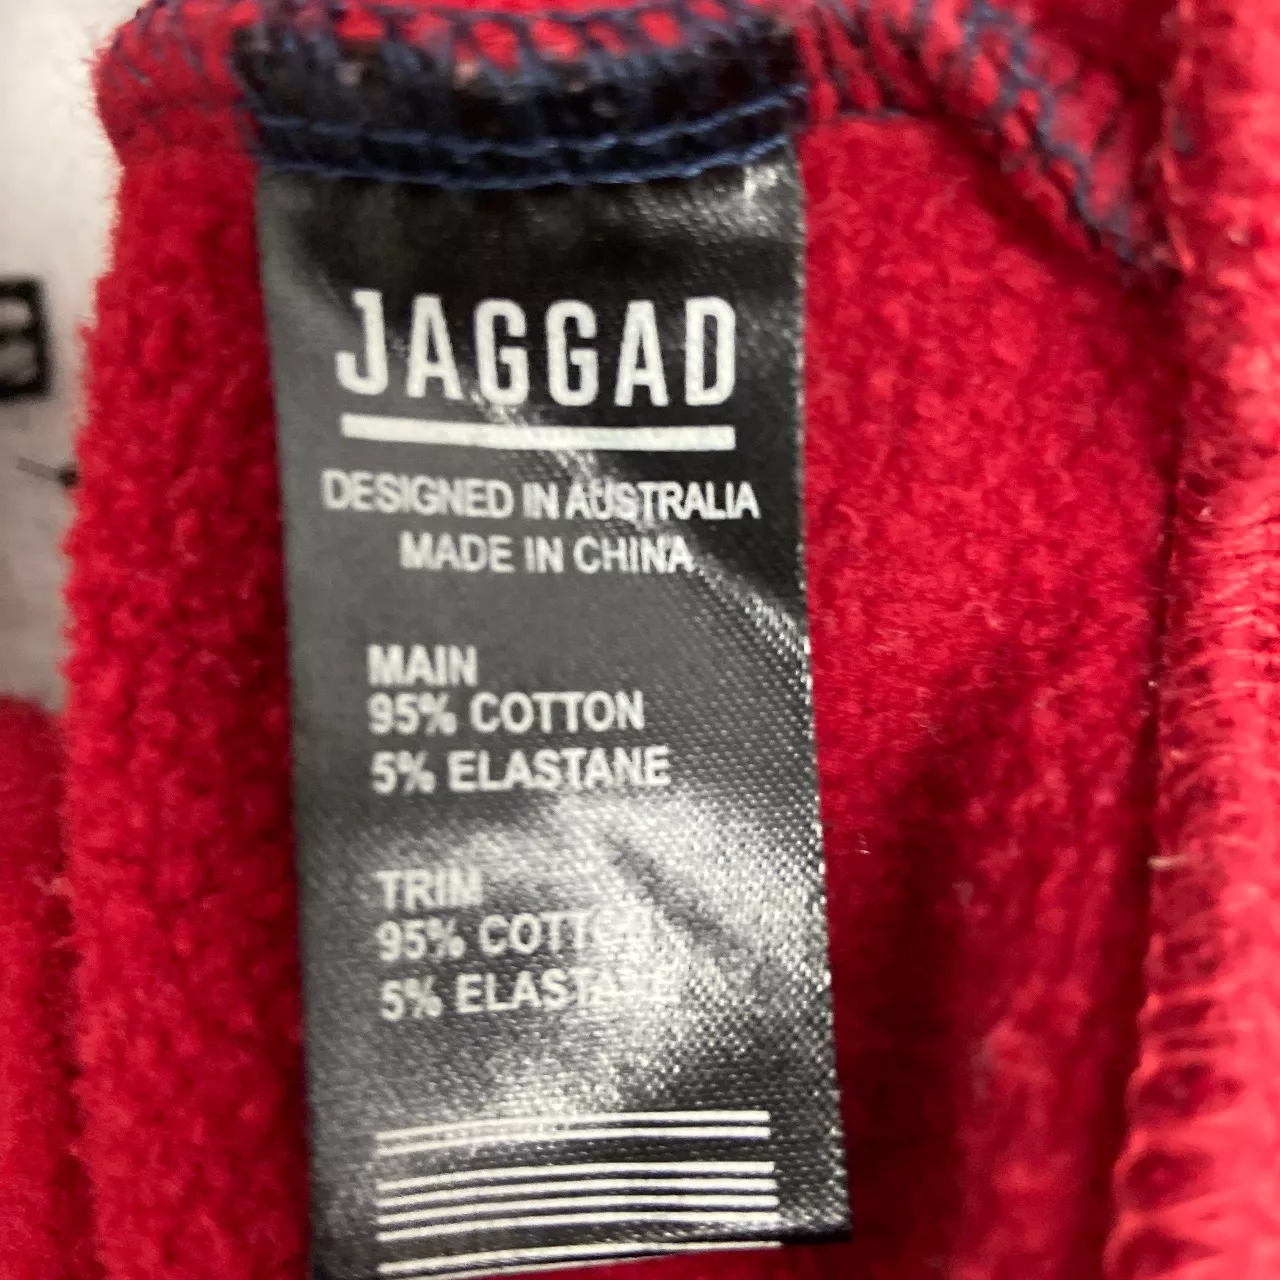 JAGGAD
DESIGNED IN AUSTRALIA
MADE IN CHINA
MAIN
95% COTTON
5% ELASTANE
TRIM
95% COTTON
5% ELASTANE